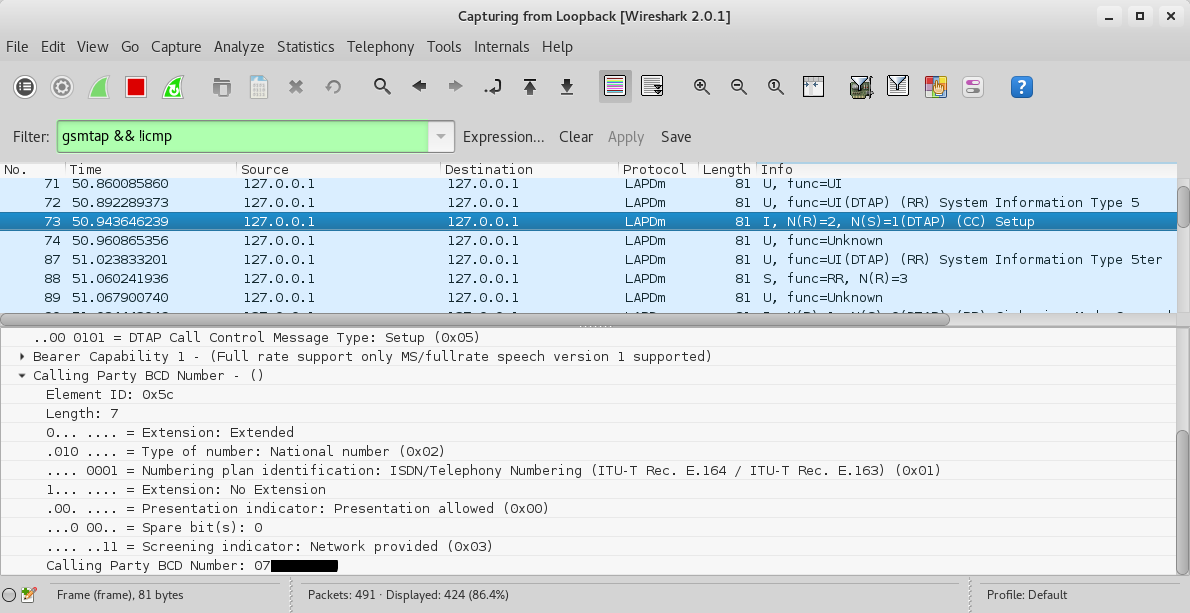 Capturing from Loopback [Wireshark 2.0.1]
File Edit View Go Capture Analyze Statistics Telephony Tools Internals Help
Filter: gsmtap && !icmp Expression... Clear Apply Save
No. Time Source Destination Protocol Length Info
71 50.860085860 127.0.0.1 127.0.0.1 LAPDm 81 U, func=UI
72 50.892289373 127.0.0.1 127.0.0.1 LAPDm 81 U, func=UI(DTAP) (RR) System Information Type 5
73 50.943646239 127.0.0.1 127.0.0.1 LAPDm 81 I, N(R)=2, N(S)=1(DTAP) (CC) Setup
74 50.960865356 127.0.0.1 127.0.0.1 LAPDm 81 U, func=Unknown
87 51.023833201 127.0.0.1 127.0.0.1 LAPDm 81 U, func=UI(DTAP) (RR) System Information Type 5ter
88 51.060241936 127.0.0.1 127.0.0.1 LAPDm 81 S, func=RR, N(R)=3
89 51.067900740 127.0.0.1 127.0.0.1 LAPDm 81 U, func=Unknown
..00 0101 = DTAP Call Control Message Type: Setup (0x05)
Bearer Capability 1 - (Full rate support only MS/fullrate speech version 1 supported)
Calling Party BCD Number - ()
Element ID: 0x5c
Length: 7
0... .... = Extension: Extended
.010 .... = Type of number: National number (0x02)
.... 0001 = Numbering plan identification: ISDN/Telephony Numbering (ITU-T Rec. E.164 / ITU-T Rec. E.163) (0x01)
1... .... = Extension: No Extension
.00. .... = Presentation indicator: Presentation allowed (0x00)
...0 00.. = Spare bit(s): 0
.... ..11 = Screening indicator: Network provided (0x03)
Calling Party BCD Number: 07
Frame (frame), 81 bytes Packets: 491 · Displayed: 424 (86.4%) Profile: Default